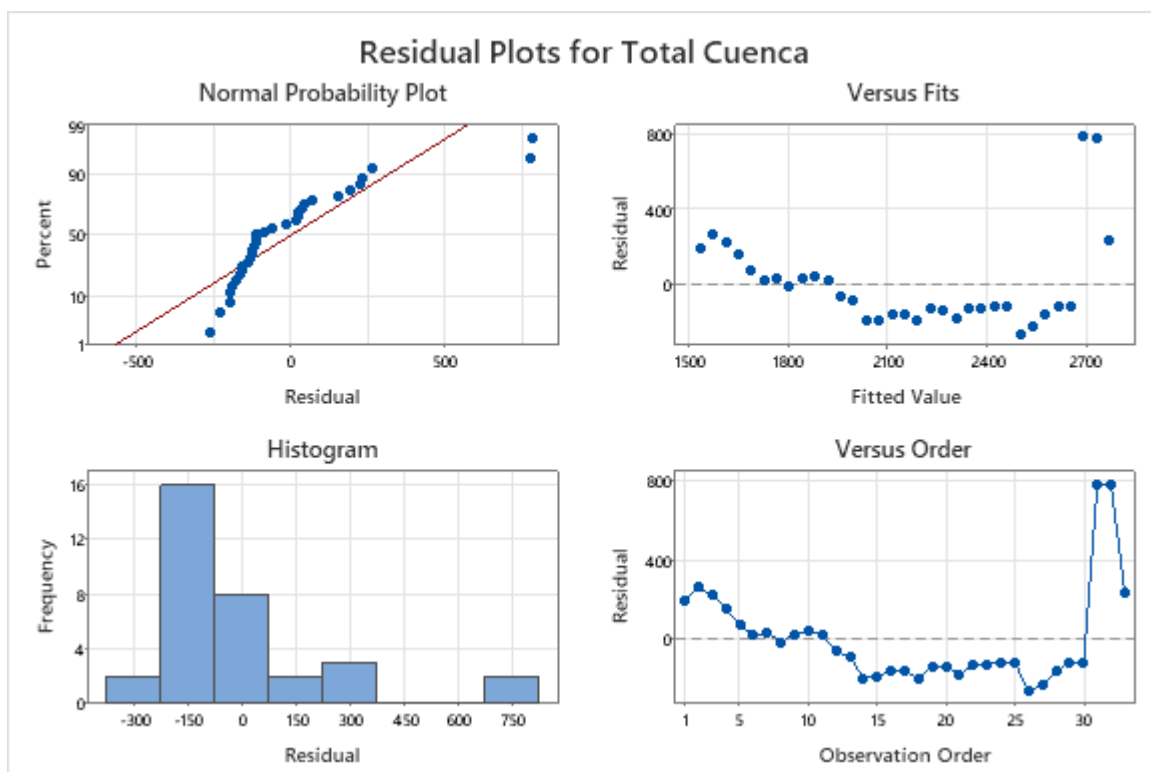 Residual Plots for Total Cuenca
Normal Probability Plot
99
90
50
10
1
Percent
-500 0 500
Residual
Versus Fits
800
400
0
Residual
1500 1800 2100 2400 2700
Fitted Value
Histogram
16
12
8
4
0
Frequency
-300 -150 0 150 300 450 600 750
Residual
Versus Order
800
400
0
Residual
1 5 10 15 20 25 30
Observation Order